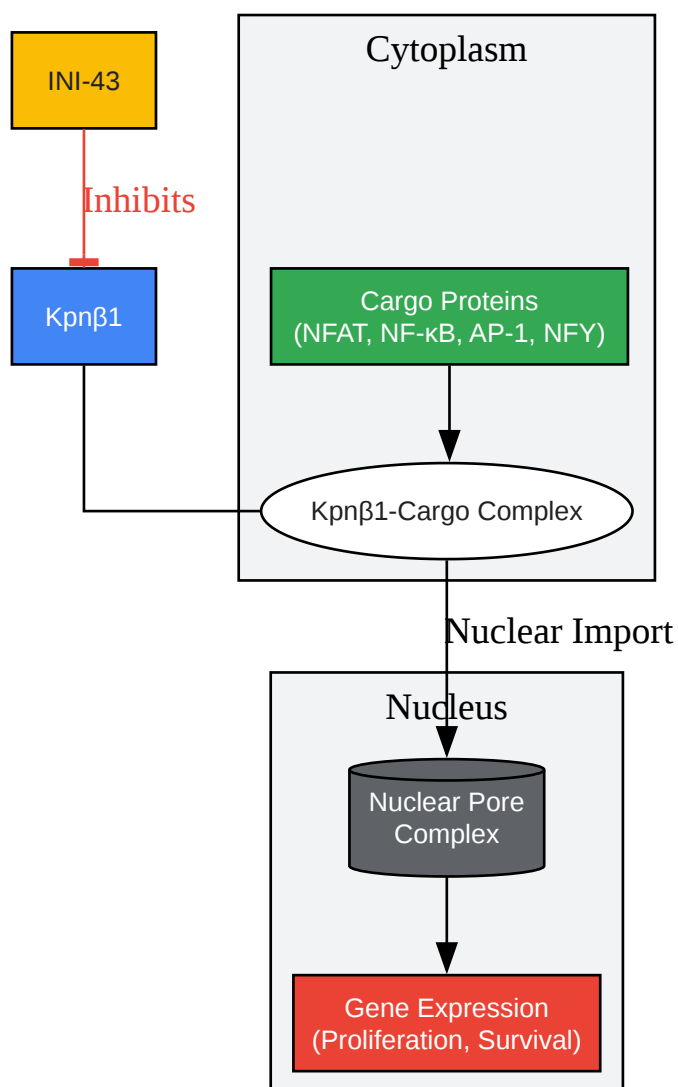 Cytoplasm
INI-43
Inhibits
Kpnβ1
Cargo Proteins
(NFAT, NF-κB, AP-1, NFY)
Kpnβ1-Cargo Complex
Nuclear Import
Nucleus
Nuclear Pore
Complex
Gene Expression
(Proliferation, Survival)